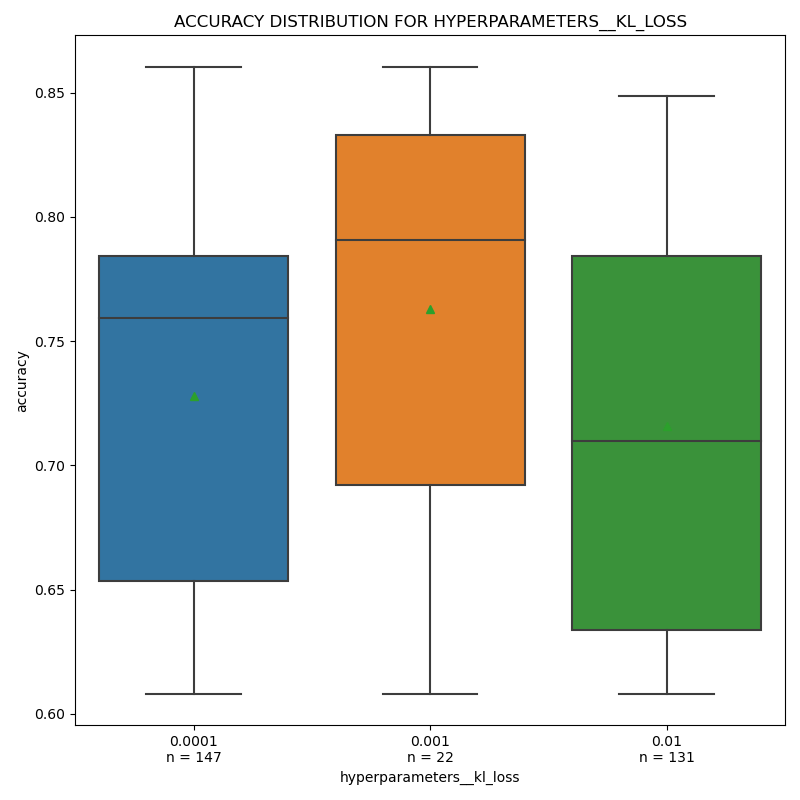 ACCURACY DISTRIBUTION FOR HYPERPARAMETERS__KL_LOSS
accuracy
0.85
0.80
0.75
0.70
0.65
0.60
0.0001
n = 147
0.001
n = 22
0.01
n = 131
hyperparameters__kl_loss